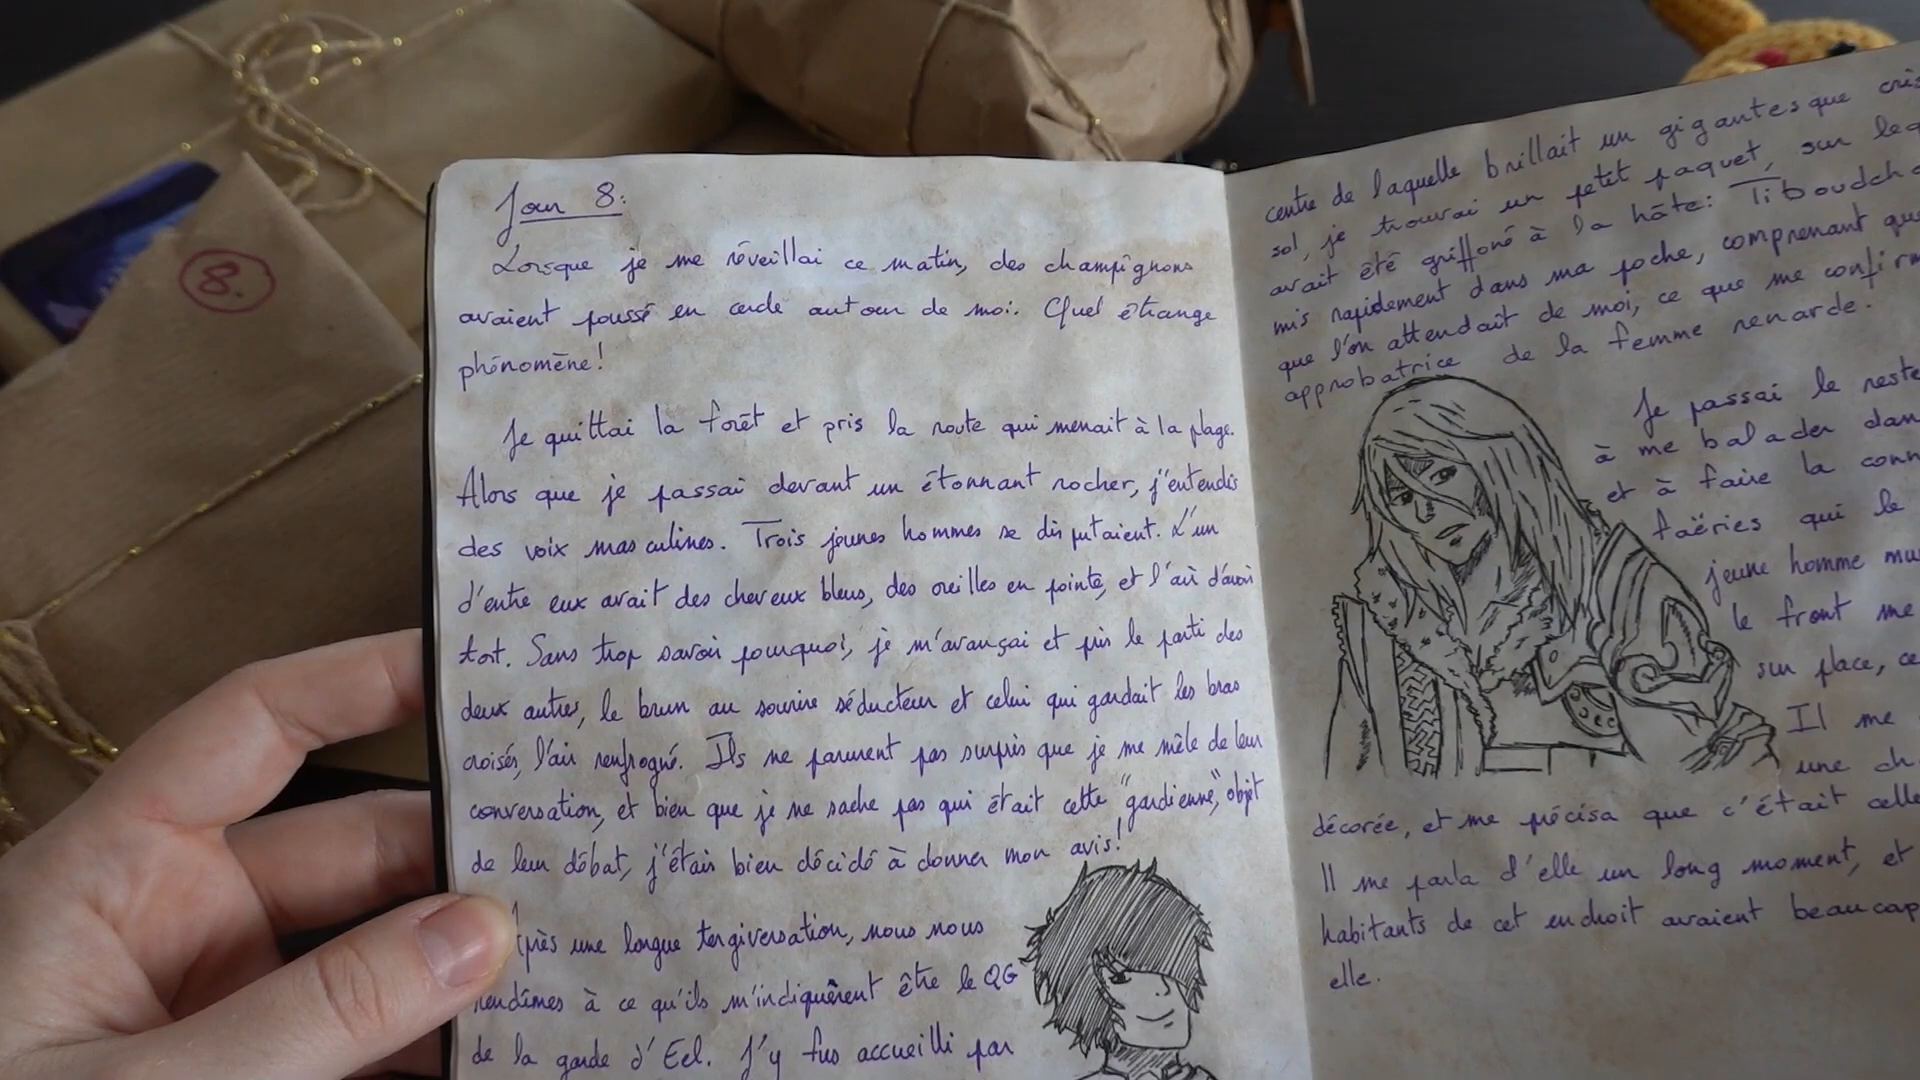 8.
Jour 8:
Lorsque je me réveillai ce matin, des champignons
avaient poussé en cercle autour de moi. Quel étrange
phénomène!
Je quittai la forêt et pris la route qui menait à la plage.
Alors que je passai devant un étonnant rocher, j'entendis
des voix masculines. Trois jeunes hommes se disputaient. L'un
d'entre eux avait des cheveux bleus, des oreilles en pointe, et l'air d'avoir
tort. Sans trop savoir pourquoi, je m'avançai et pris le parti des
deux autres, le brun au sourire séducteur et celui qui gardait les bras
croisés, l'air renfrogné. Ils ne parurent pas surpris que je me mêle de leur
conversation, et bien que je ne sache pas qui était cette "gardienne", objet
de leur débat, j'étais bien décidé à donner mon avis!
Après une longue tergiversation, nous nous
rendîmes à ce qu'ils m'indiquèrent être le QG
de la garde d'Eel. J'y fus accueilli par
centre de laquelle brillait un gigantesque
sol, je trouvai un petit paquet, sur
avait été griffoné à la hâte:
mis rapidement dans ma poche, comprenant
que l'on attendait de moi, ce que me
approbatrice de la femme renarde.
Je passai le reste
à me balader
et à faire la
faëries qui le
jeune homme
le front me
sur place,
Il me
une
décorée, et me précisa que c'était
Il me parla d'elle un long moment, et
habitants de cet endroit avaient
elle.